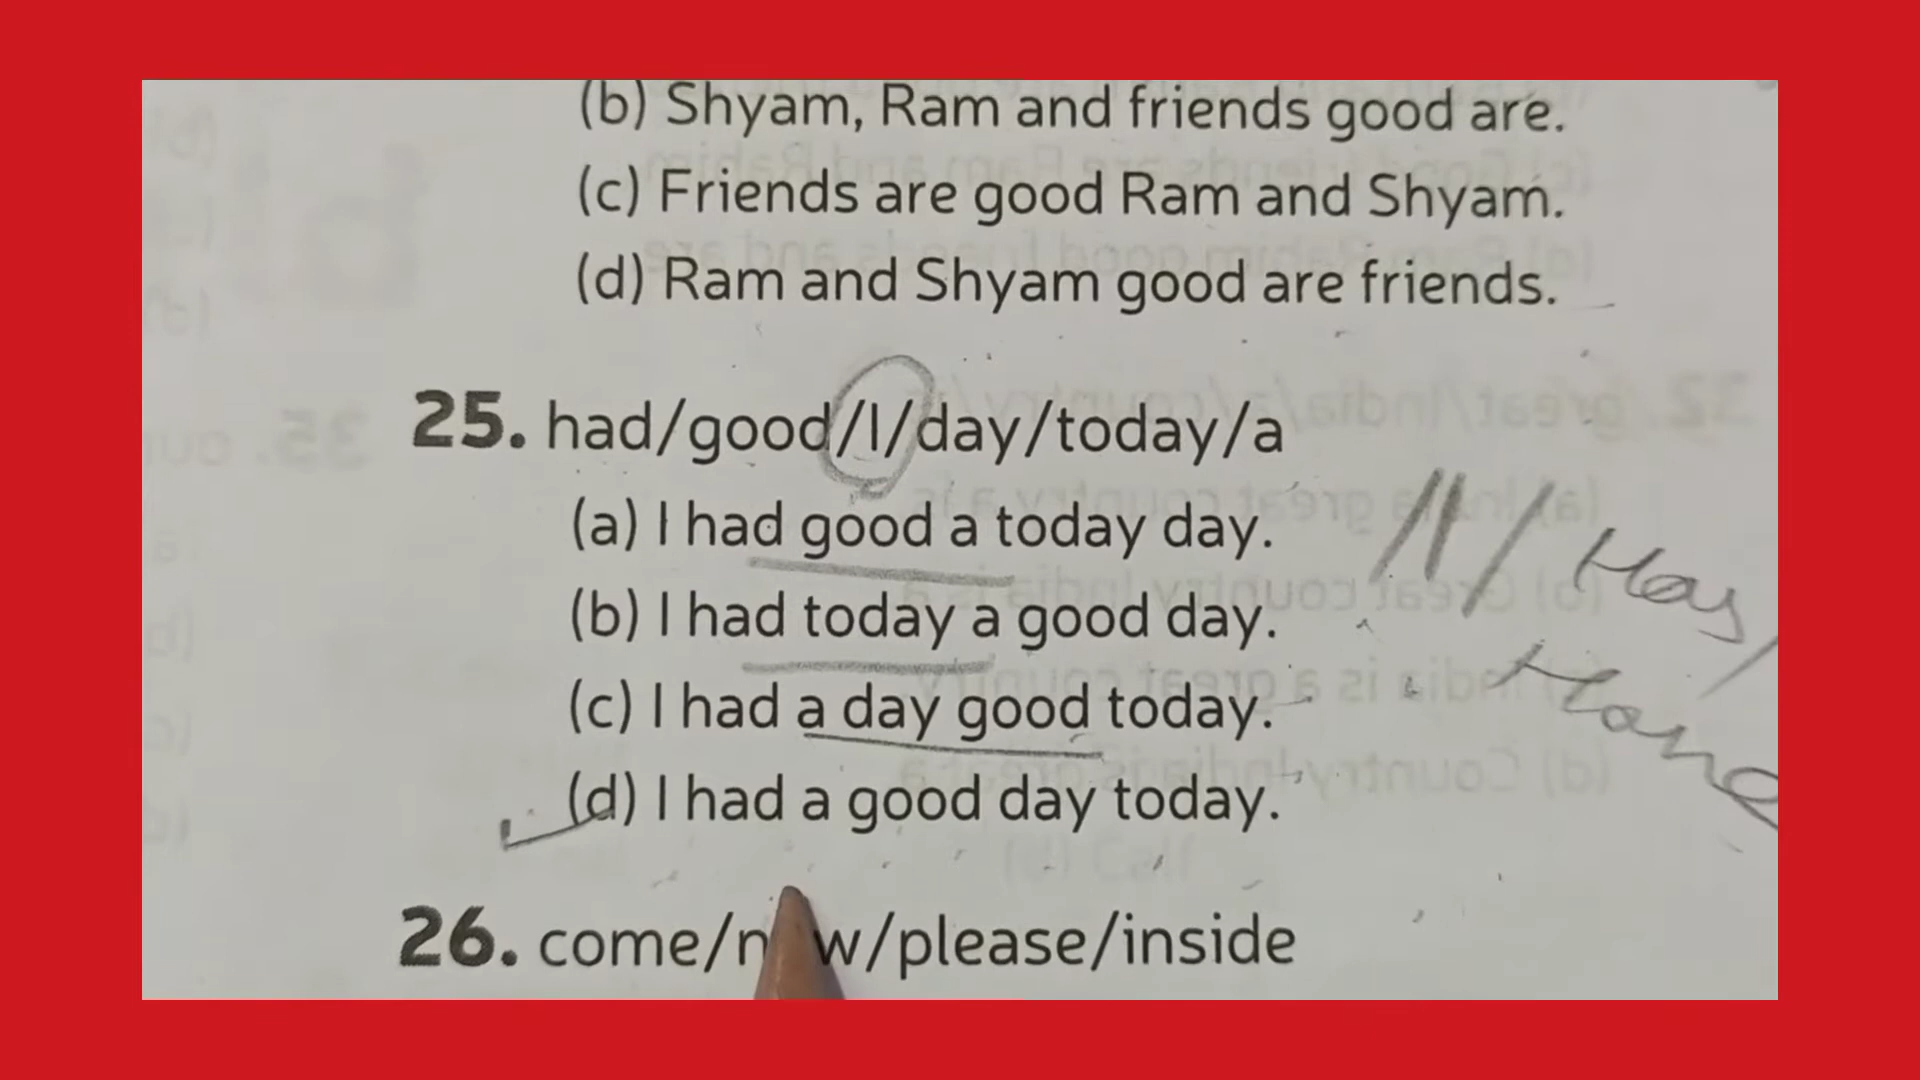 (b) Shyam, Ram and friends good are.
(c) Friends are good Ram and Shyam.
(d) Ram and Shyam good are friends.
25. had/good/I/day/today/a
(a) I had good a today day.
(b) I had today a good day.
(c) I had a day good today.
(d) I had a good day today.
/I/
26. come/n w/please/inside